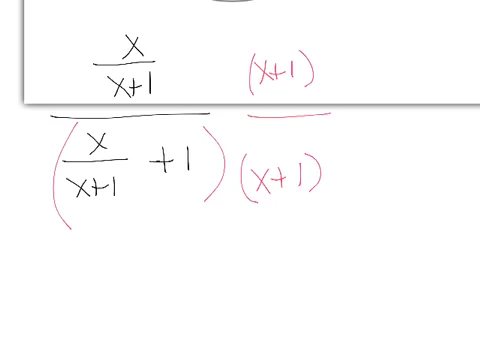 x (x+1)
x+1
x +1
x+1 (x+1)